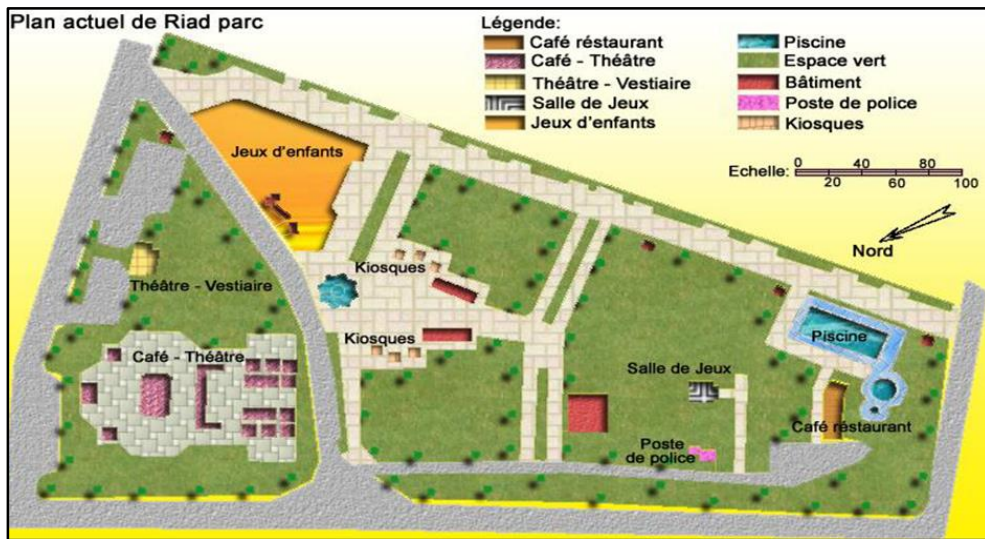 Plan actuel de Riad parc
Légende:
Café réstaurant
Café - Théâtre
Théâtre - Vestiaire
Salle de Jeux
Jeux d'enfants
Piscine
Espace vert
Bâtiment
Poste de police
Kiosques
Echelle:
0 40 80
20 60 100
Nord
Jeux d'enfants
Kiosques
Théâtre - Vestiaire
Kiosques
Café - Théâtre
Piscine
Salle de Jeux
Café réstaurant
Poste
de police